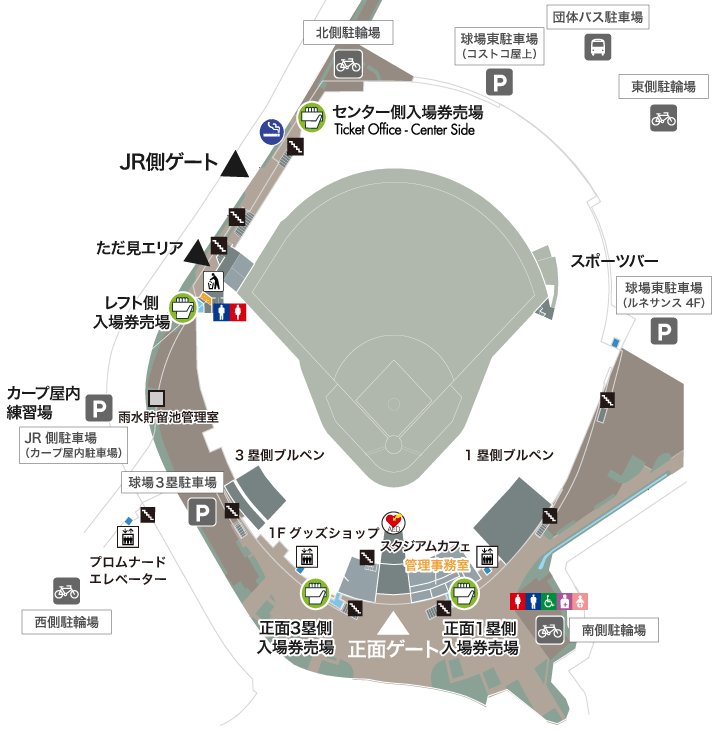 団体バス駐車場
北側駐輪場
球場東駐車場
(コストコ屋上)
P
東側駐輪場
センター側入場券売場
Ticket Office - Center Side
JR側ゲート
ただ見エリア
スポーツバー
球場東駐車場
(ルネサンス 4F)
P
レフト側
入場券売場
カープ屋内
練習場
P
雨水貯留池管理室
JR 側駐車場
(カープ屋内駐車場)
3 塁側ブルペン
1 塁側ブルペン
球場3塁駐車場
P
AED
1F グッズショップ
スタジアムカフェ
管理事務室
プロムナード
エレベーター
西側駐輪場
正面3塁側
入場券売場
正面ゲート
正面1塁側
入場券売場
南側駐輪場